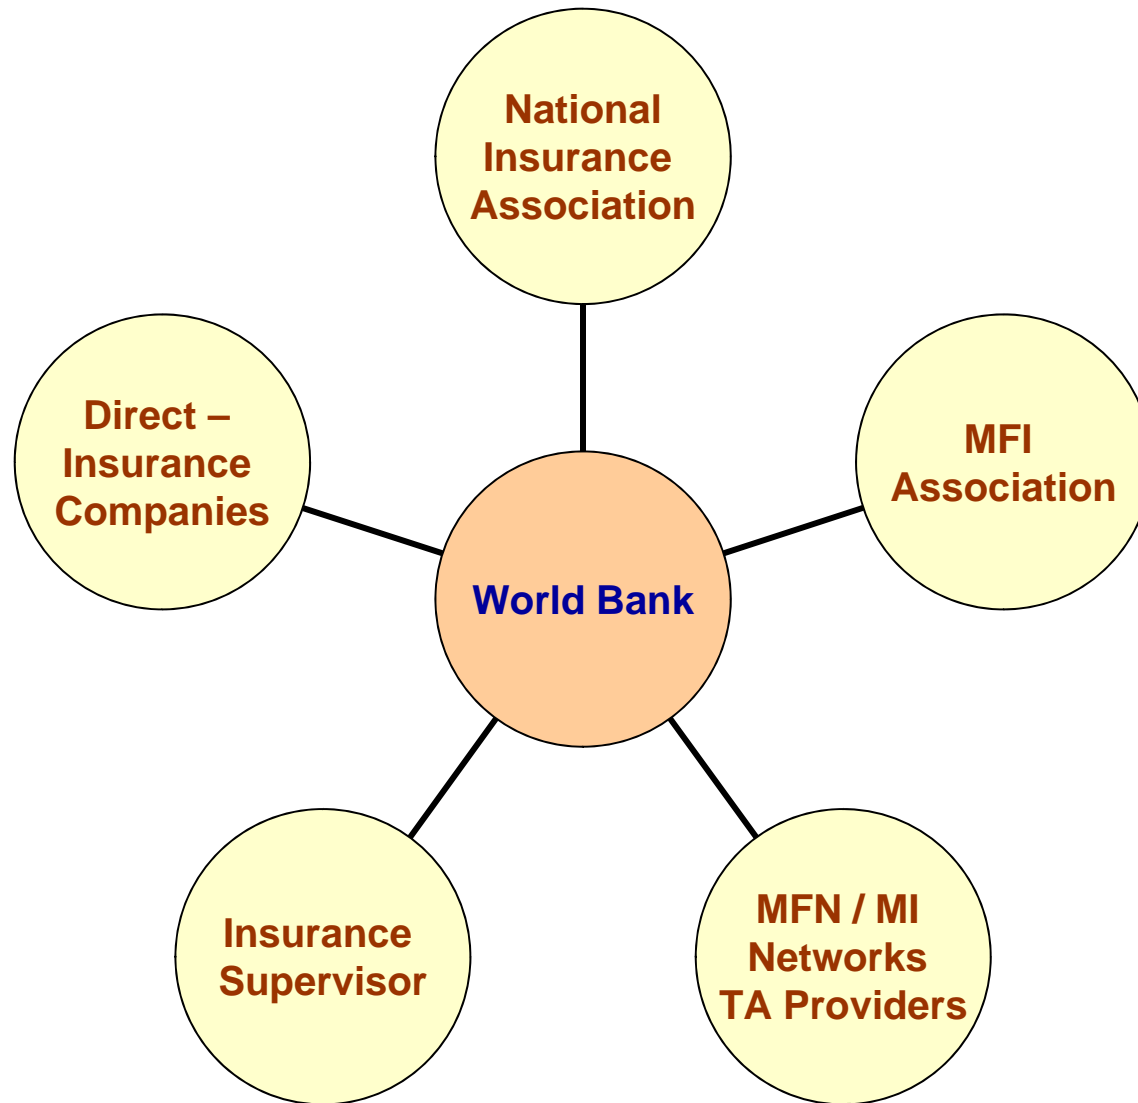 National
Insurance
Association
Direct –
Insurance
Companies
MFI
Association
World Bank
Insurance
Supervisor
MFN / MI
Networks
TA Providers